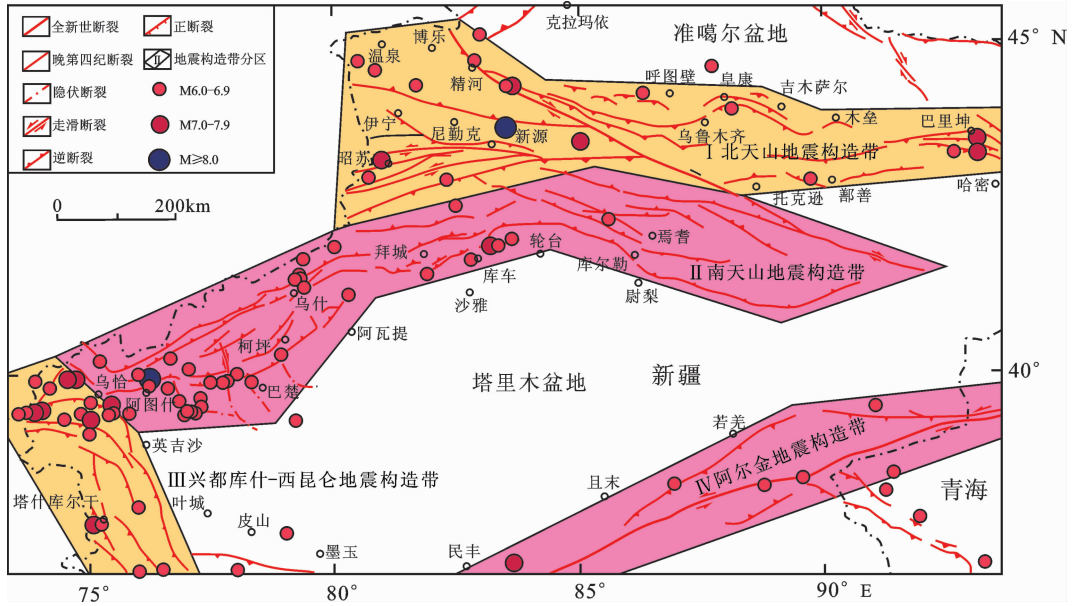 全新世断裂
正断裂
晚第四纪断裂
II 地震构造带分区
隐伏断裂
M6.0-6.9
走滑断裂
M7.0-7.9
逆断裂
M≥8.0
0 200km
克拉玛依
45° N
博乐
准噶尔盆地
温泉
精河
呼图壁
阜康
吉木萨尔
伊宁
尼勒克
新源
乌鲁木齐
木垒
巴里坤
昭苏
Ⅰ北天山地震构造带
托克逊
鄯善
哈密
拜城
轮台
焉耆
库车
库尔勒
Ⅱ南天山地震构造带
乌什
沙雅
尉梨
阿瓦提
柯坪
40°
乌恰
巴楚
塔里木盆地
新疆
阿图什
英吉沙
若羌
Ⅲ兴都库什-西昆仑地震构造带
Ⅳ阿尔金地震构造带
塔什库尔干
叶城
且末
青海
皮山
墨玉
民丰
75°
80°
85°
90° E